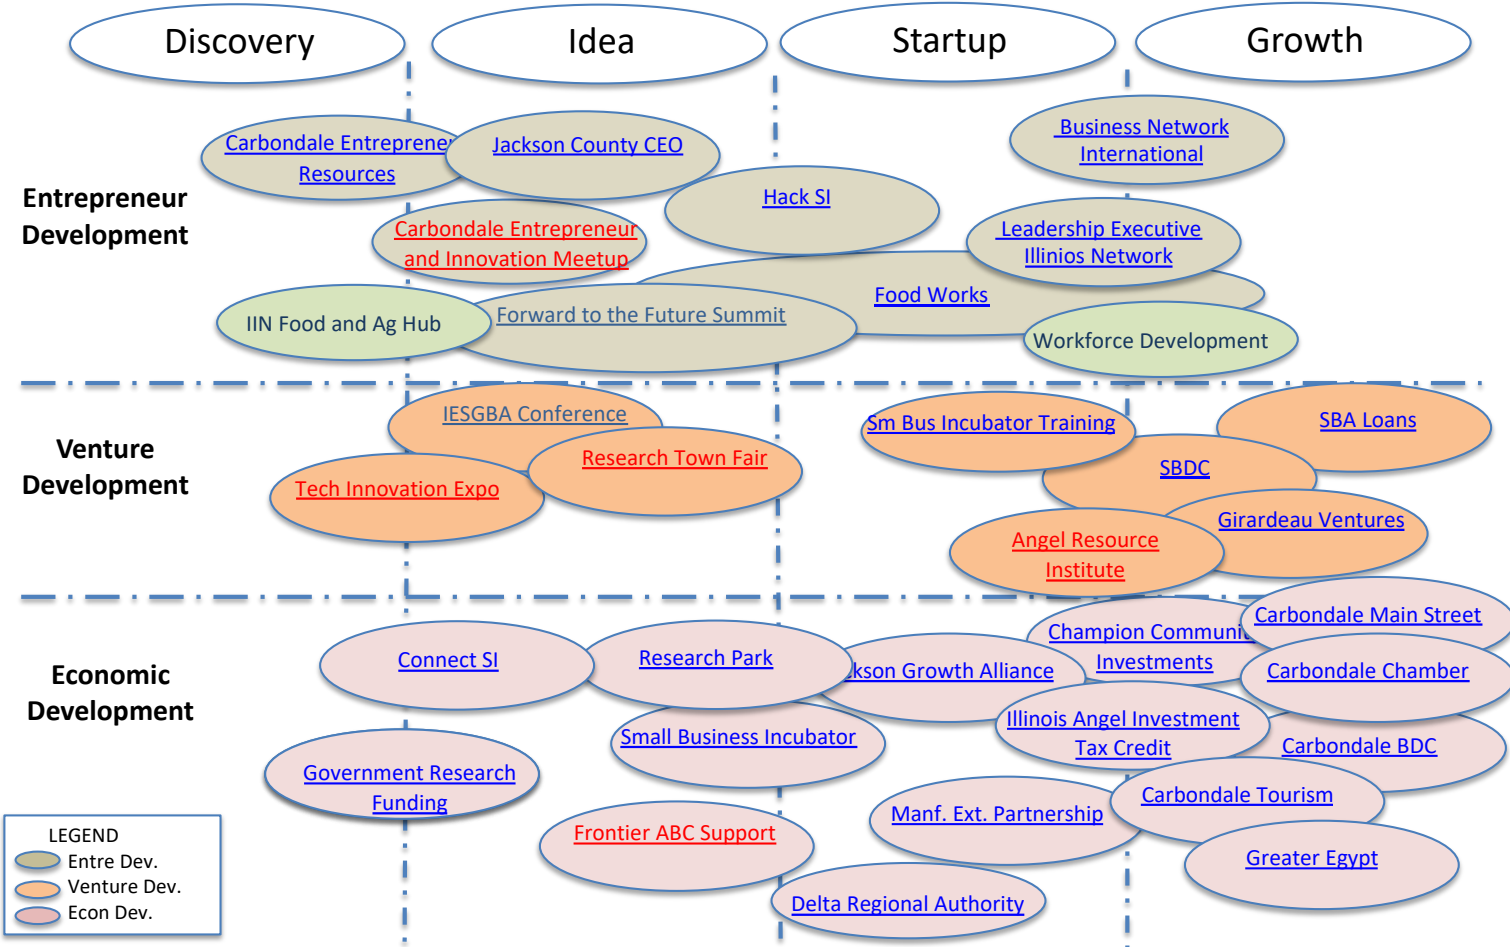 Discovery
Idea
Startup
Growth
Entrepreneur
Development
Carbondale Entreprene
Resources
Jackson County CEO
Business Network
International
Hack SI
Carbondale Entrepreneur
and Innovation Meetup
Leadership Executive
Illinios Network
Food Works
IIN Food and Ag Hub
Forward to the Future Summit
Workforce Development
Venture
Development
IESGBA Conference
Research Town Fair
Tech Innovation Expo
Sm Bus Incubator Training
SBA Loans
SBDC
Girardeau Ventures
Angel Resource
Institute
Economic
Development
Connect SI
Research Park
ckson Growth Alliance
Champion Communi
Investments
Carbondale Main Street
Carbondale Chamber
Government Research
Funding
Small Business Incubator
Illinois Angel Investment
Tax Credit
Carbondale BDC
Frontier ABC Support
Manf. Ext. Partnership
Carbondale Tourism
Greater Egypt
Delta Regional Authority
LEGEND
Entre Dev.
Venture Dev.
Econ Dev.